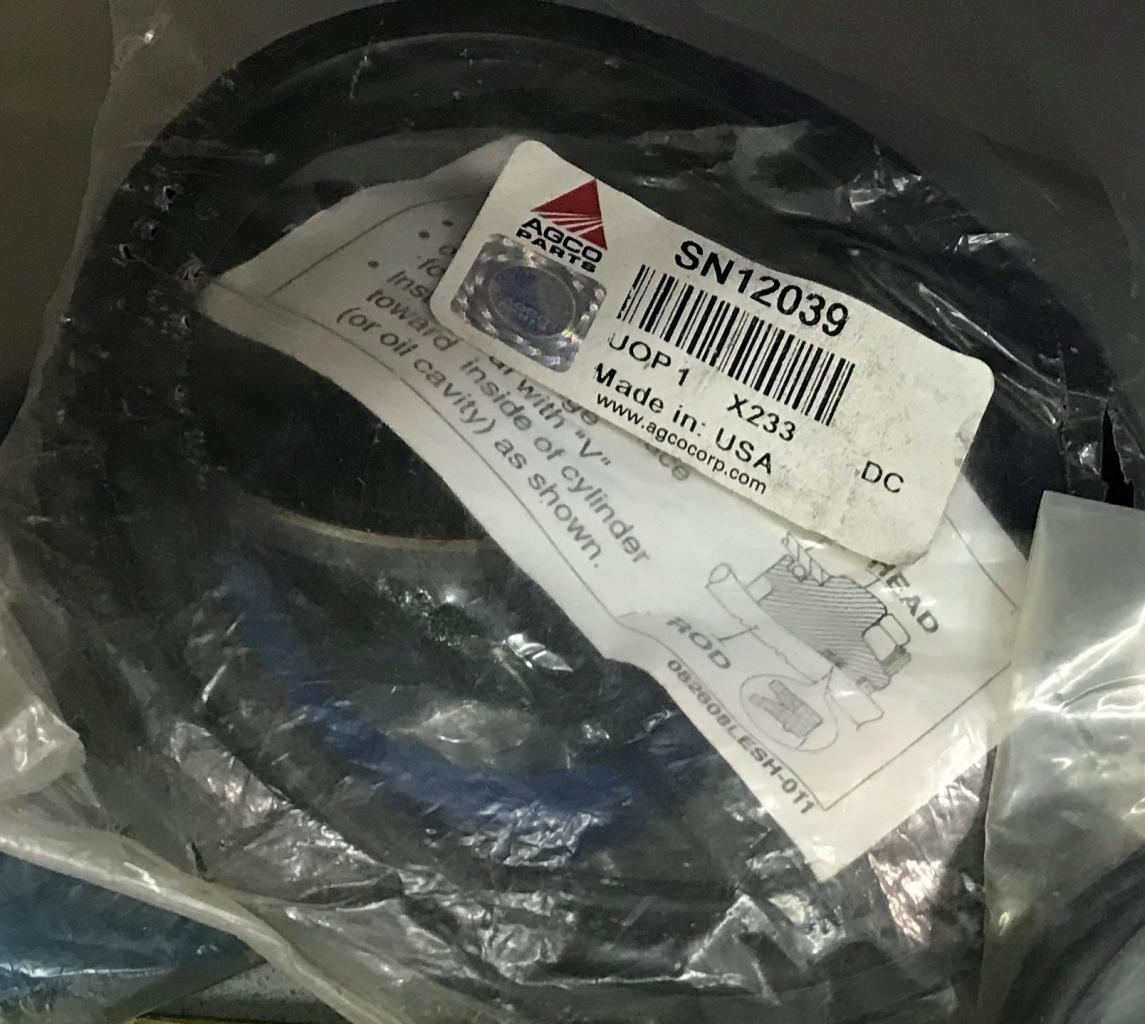 AGCO
PARTS
SN12039
UOP 1 X233
Made in: USA
www.agcocorp.com
DC
with "V"
toward inside of cylinder
(or oil cavity) as shown.
HEAD
ROD
082608LESH-011